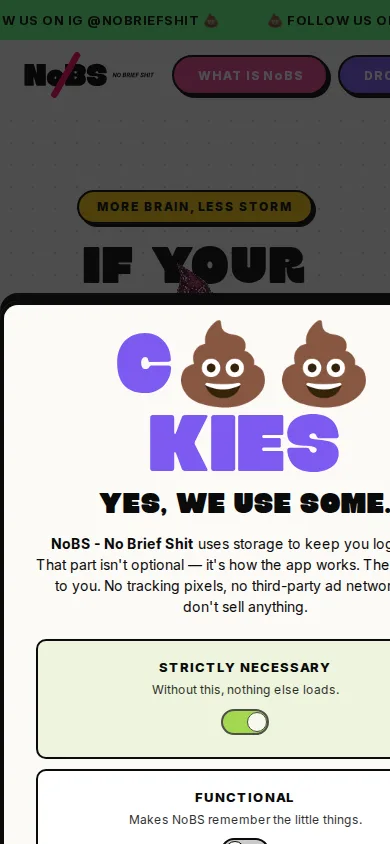 W US ON IG @NOBRIEFSHIT 💩 💩 FOLLOW US O
NoBS NO BRIEF SHIT WHAT IS NoBS DRO
MORE BRAIN, LESS STORM
IF YOUR
C💩💩
KIES
YES, WE USE SOME.
NoBS - No Brief Shit uses storage to keep you log
That part isn't optional — it's how the app works. The
to you. No tracking pixels, no third-party ad networ
don't sell anything.
STRICTLY NECESSARY
Without this, nothing else loads.
FUNCTIONAL
Makes NoBS remember the little things.